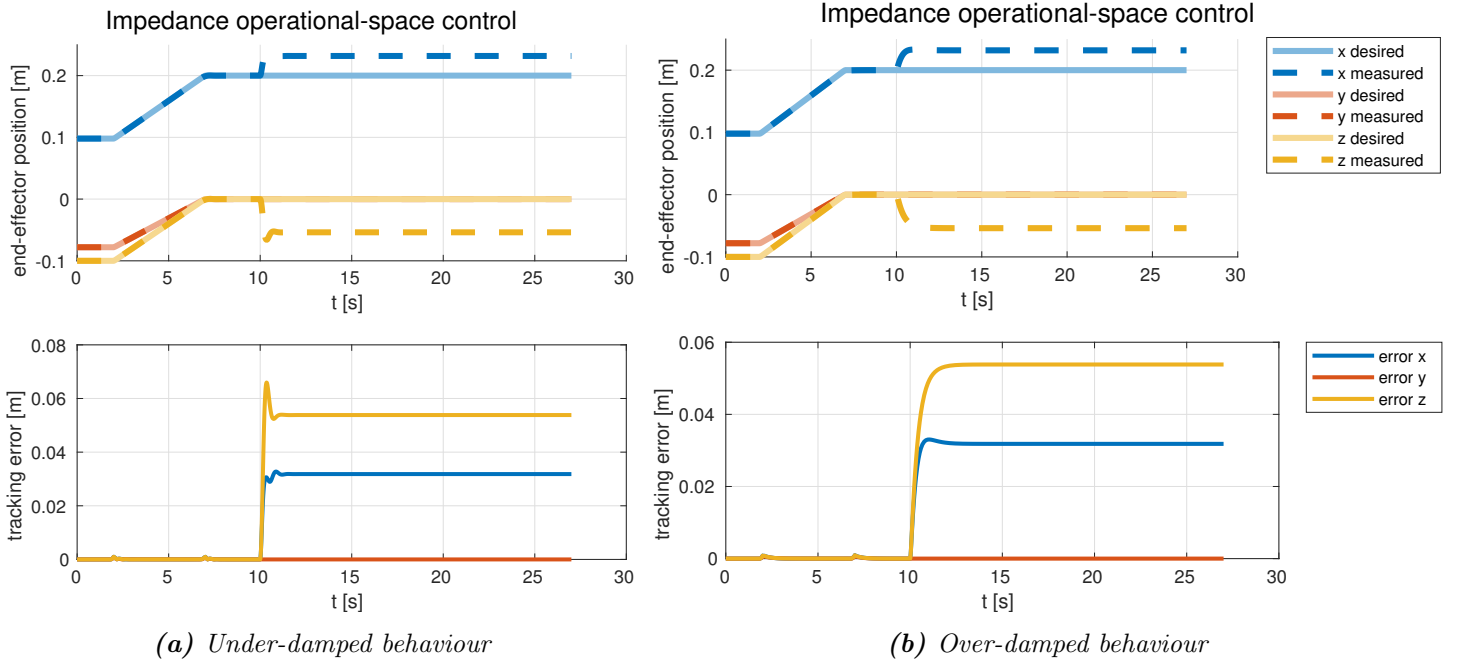 Impedance operational-space control
end-effector position [m]
0.2
0.1
0
-0.1
0
5
10
15
20
25
30
t [s]
Impedance operational-space control
end-effector position [m]
0.2
0.1
0
-0.1
0
5
10
15
20
25
30
t [s]
x desired
x measured
y desired
y measured
z desired
z measured
tracking error [m]
0.08
0.06
0.04
0.02
0
0
5
10
15
20
25
30
t [s]
(a) Under-damped behaviour
tracking error [m]
0.06
0.04
0.02
0
0
5
10
15
20
25
30
t [s]
error x
error y
error z
(b) Over-damped behaviour